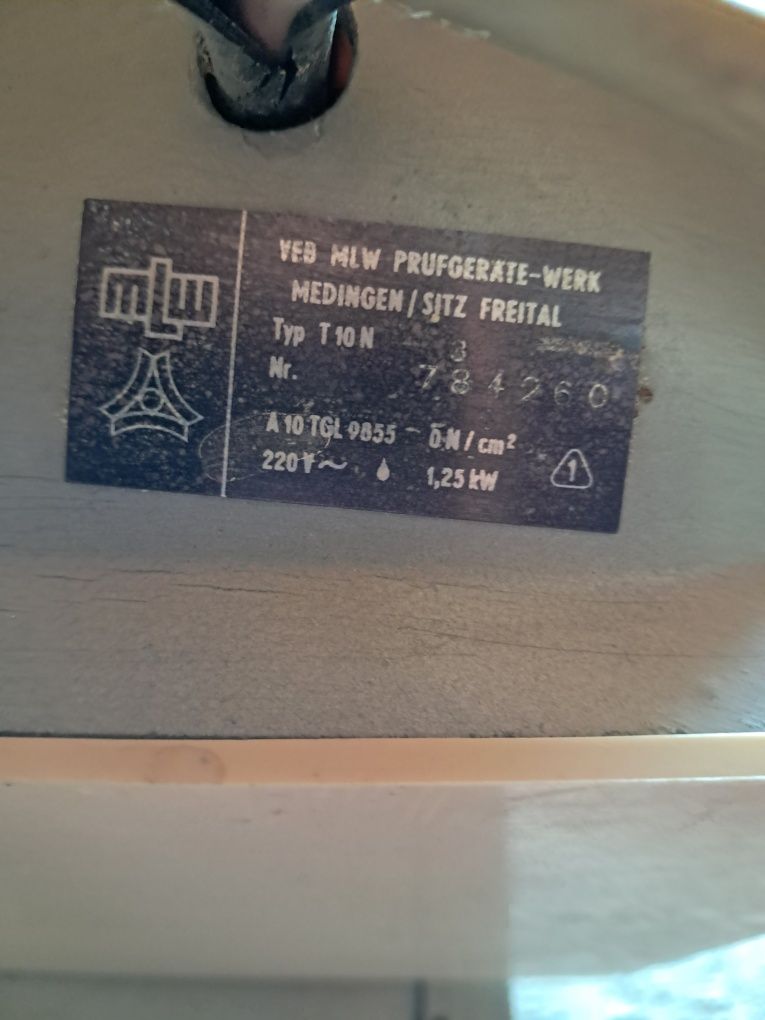 mLw
VEB MLW PRÜFGERÄTE-WERK
MEDINGEN/SITZ FREITAL
Typ T 10 N 8
Nr. 784260
A 10 TGL 9855 - 0 N/cm²
220 V ~ 1,25 kW
1